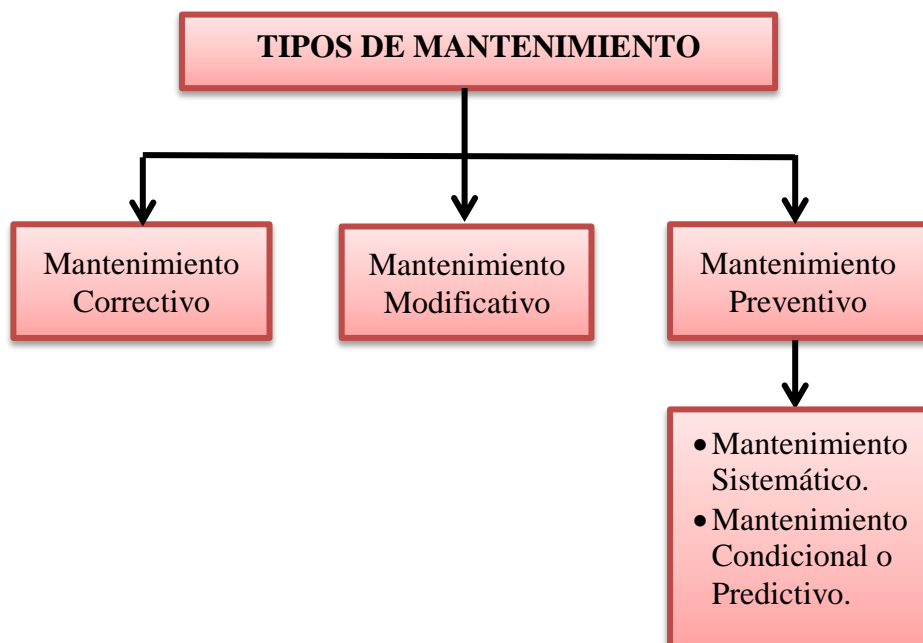 TIPOS DE MANTENIMIENTO
Mantenimiento
Correctivo
Mantenimiento
Modificativo
Mantenimiento
Preventivo
• Mantenimiento
Sistemático.
• Mantenimiento
Condicional o
Predictivo.